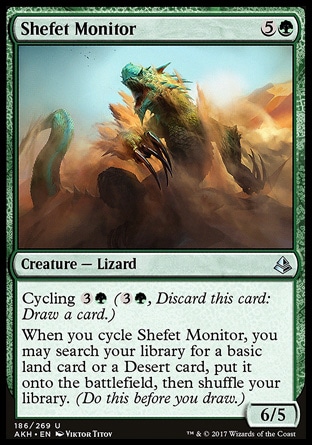 Shefet Monitor 5
Creature — Lizard
Cycling 3 ( 3 , Discard this card:
Draw a card.)
When you cycle Shefet Monitor, you
may search your library for a basic
land card or a Desert card, put it
onto the battlefield, then shuffle your
library. (Do this before you draw.)
6/5
186/269 U
AKH • EN Viktor Titov
™ & © 2017 Wizards of the Coast